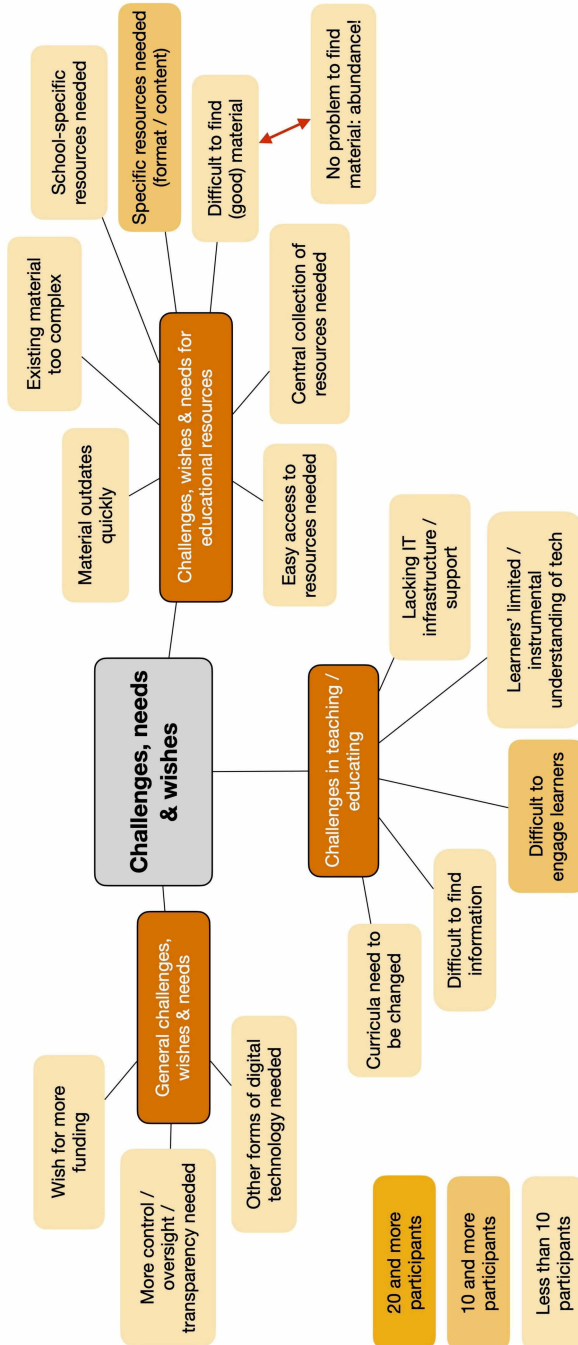 Challenges, needs
& wishes
General challenges,
wishes & needs
Wish for more
funding
More control /
oversight /
transparency needed
Other forms of digital
technology needed
Challenges in teaching /
educating
Curricula need to
be changed
Difficult to find
information
Difficult to
engage learners
Learners’ limited /
instrumental
understanding of tech
Lacking IT
infrastructure /
support
Challenges, wishes & needs for
educational resources
Material outdates
quickly
Existing material
too complex
School-specific
resources needed
Specific resources needed
(format / content)
Difficult to find
(good) material
No problem to find
material: abundance!
Central collection of
resources needed
Easy access to
resources needed
20 and more
participants
10 and more
participants
Less than 10
participants